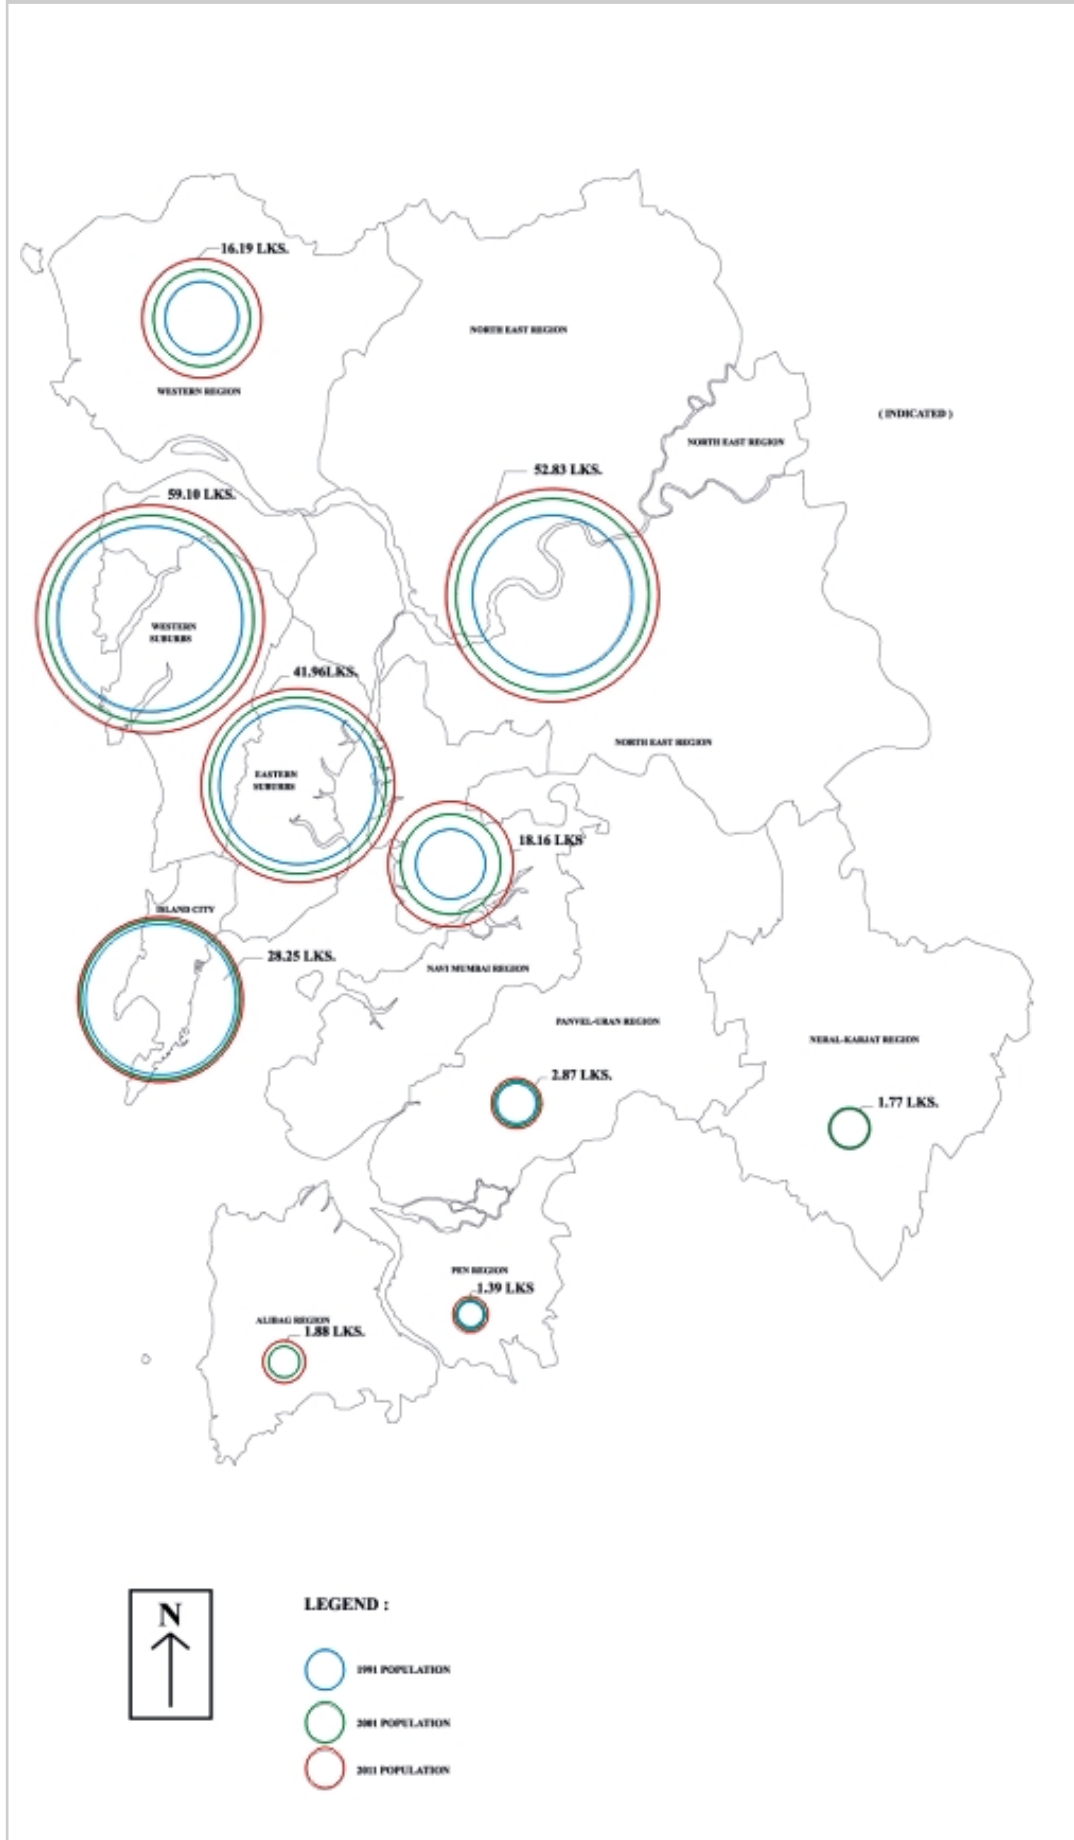 16.19 LKS.
WESTERN REGION
NORTH EAST REGION
( INDICATED )
NORTH EAST REGION
52.83 LKS.
59.10 LKS.
WESTERN
SUBURBS
41.96LKS.
NORTH EAST REGION
EASTERN
SUBURBS
18.16 LKS
ISLAND CITY
28.25 LKS.
NAVI MUMBAI REGION
PANVEL-URAN REGION
NERAL-KARJAT REGION
2.87 LKS.
1.77 LKS.
PEN REGION
1.39 LKS
ALIBAG REGION
1.88 LKS.
N
LEGEND :
1991 POPULATION
2001 POPULATION
2011 POPULATION